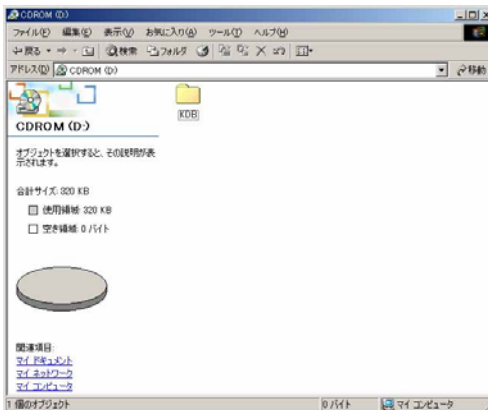 CDROM (D:)
ファイル(F) 編集(E) 表示(V) お気に入り(A) ツール(T) ヘルプ(H)
戻る 検索 フォルダ
アドレス(D) CDROM (D:) 移動
KDB
CDROM (D:)
オブジェクトを選択すると、その説明が表
示されます。
合計サイズ: 320 KB
使用領域: 320 KB
空き領域: 0 バイト
関連項目:
マイ ドキュメント
マイ ネットワーク
マイ コンピュータ
1 個のオブジェクト 0 バイト マイ コンピュータ